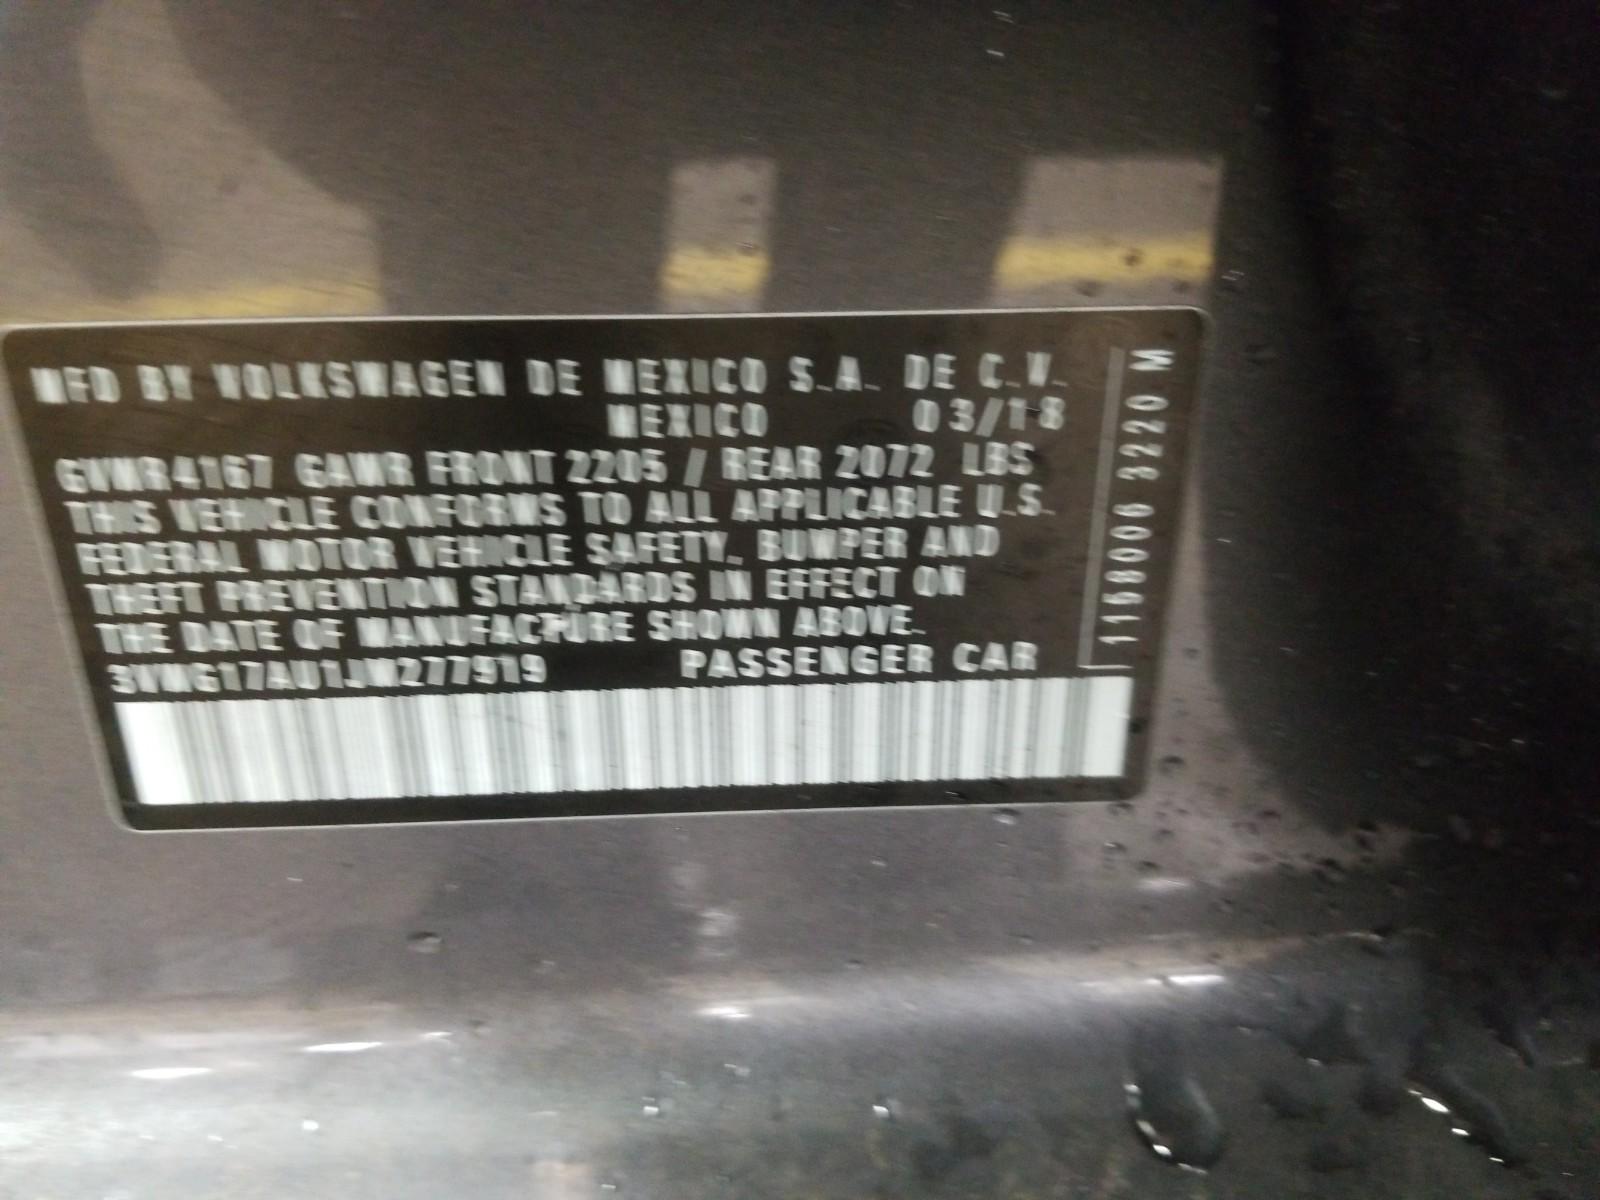 MFD BY VOLKSWAGEN DE MEXICO S.A. DE C.V.
MEXICO 03/18
GVWR4167 GAWR FRONT 2205 / REAR 2072 LBS
THIS VEHICLE CONFORMS TO ALL APPLICABLE U.S.
FEDERAL MOTOR VEHICLE SAFETY, BUMPER AND
THEFT PREVENTION STANDARDS IN EFFECT ON
THE DATE OF MANUFACTURE SHOWN ABOVE.
3VWG17AU1JM277919 PASSENGER CAR
3220 M